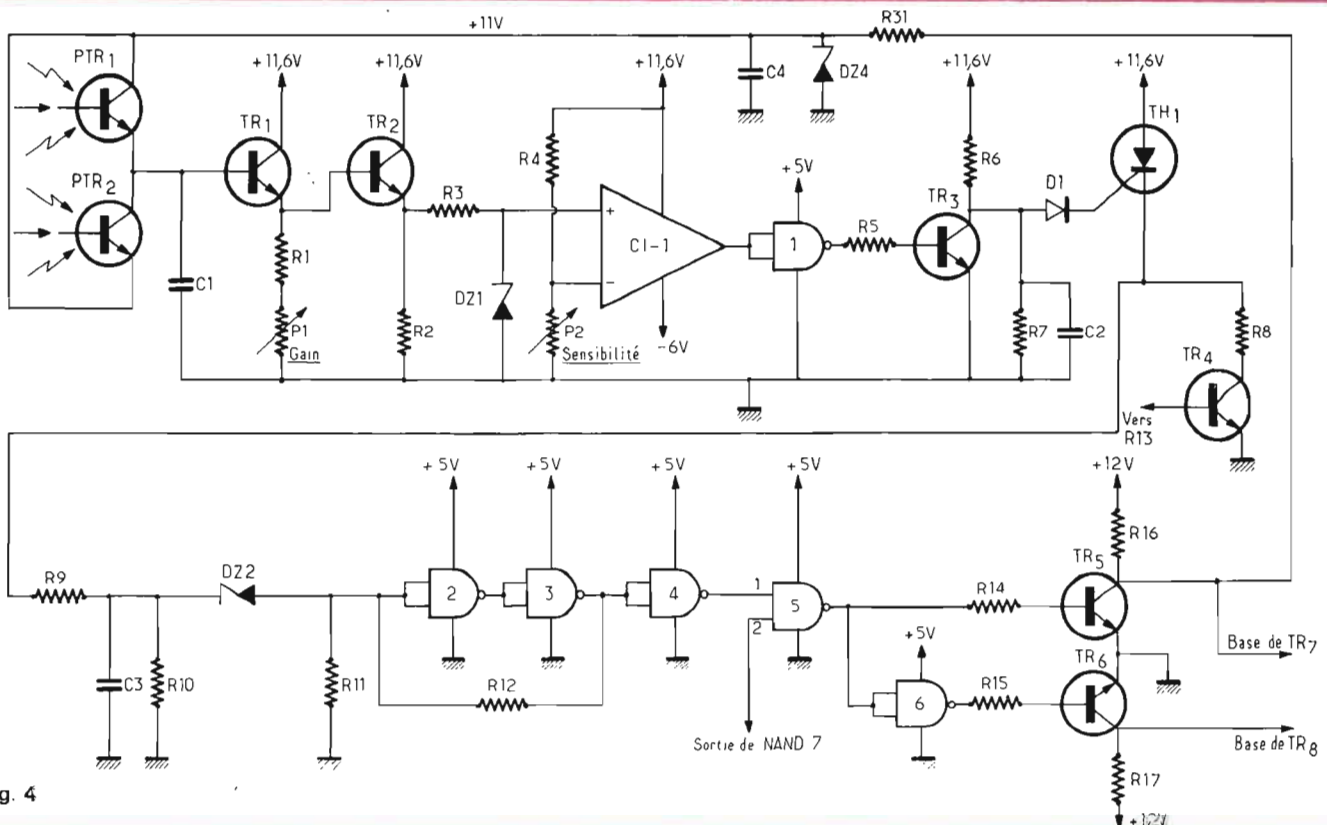 +11V
R31
PTR1
+11,6V
+11,6V
+11,6V
C4
DZ4
+11,6V
+11,6V
TR1
TR2
R4
R6
TH1
PTR2
R3
+5V
TR3
D1
+
CI-1
1
R5
-
C1
R1
DZ1
P1
Gain
R2
P2
Sensibilité
-6V
R7
C2
R8
TR4
Vers
R13
+5V
+5V
+5V
+5V
+12V
R16
R9
DZ2
2
3
4
1
5
2
R14
TR5
C3
R10
R11
R12
+5V
Base de TR7
TR6
6
R15
Sortie de NAND 7
Base de TR8
R17
+12V
g. 4